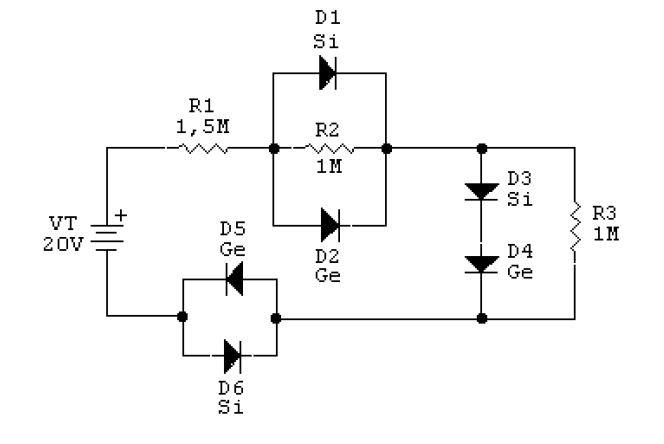 D1
Si
R1
1,5M
R2
1M
D3
Si
R3
1M
VT
20V
+
D5
Ge
D2
Ge
D4
Ge
D6
Si